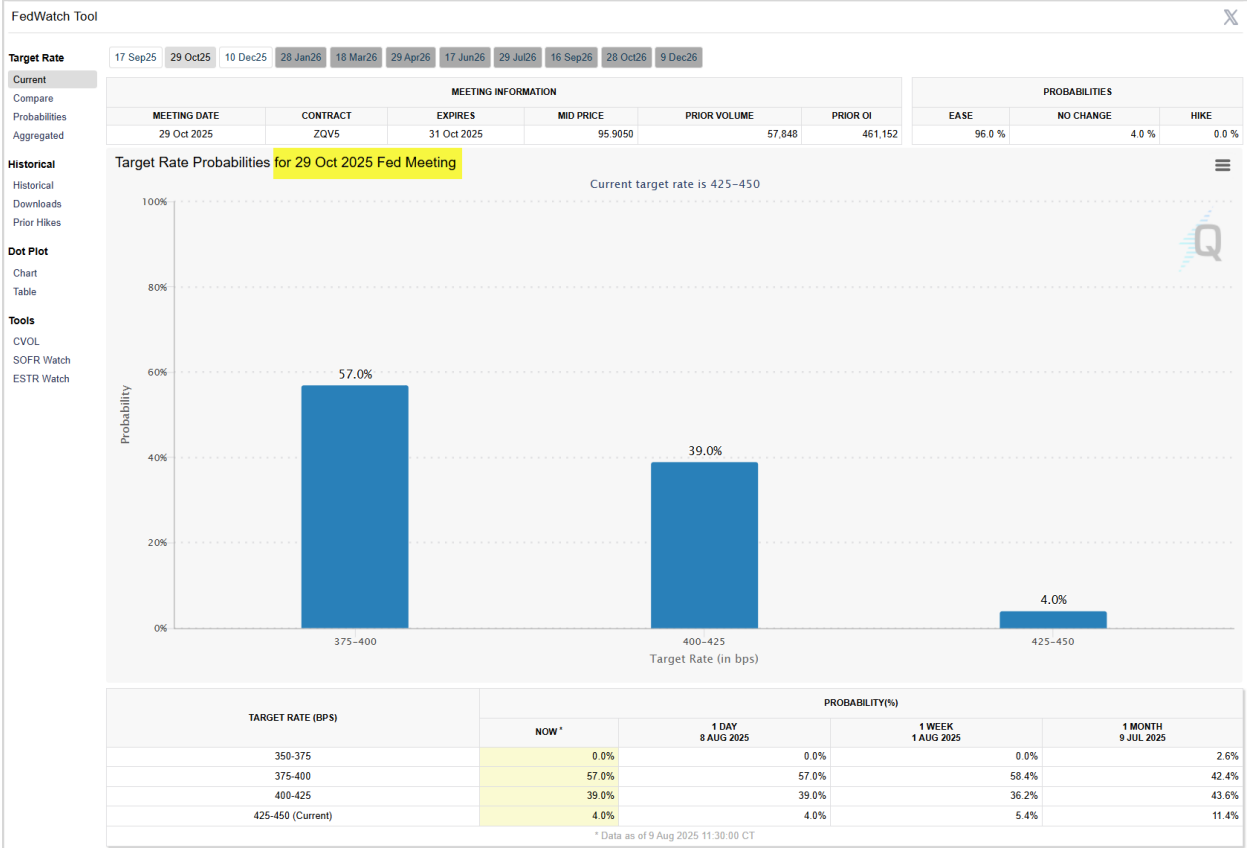 FedWatch Tool
Target Rate
Current
Compare
Probabilities
Aggregated
Historical
Historical
Downloads
Prior Hikes
Dot Plot
Chart
Table
Tools
CVOL
SOFR Watch
ESTR Watch
17 Sep25 29 Oct25 10 Dec25 28 Jan26 18 Mar26 29 Apr26 17 Jun26 29 Jul26 16 Sep26 28 Oct26 9 Dec26
MEETING INFORMATION
MEETING DATE CONTRACT EXPIRES MID PRICE PRIOR VOLUME PRIOR OI
29 Oct 2025 ZQV5 31 Oct 2025 95.9050 57,848 461,152
PROBABILITIES
EASE NO CHANGE HIKE
96.0 % 4.0 % 0.0 %
Target Rate Probabilities for 29 Oct 2025 Fed Meeting
Current target rate is 425–450
100%
80%
60%
40%
20%
0%
Probability
57.0%
39.0%
4.0%
375–400 400–425 425–450
Target Rate (in bps)
Q
TARGET RATE (BPS) PROBABILITY(%)
NOW * 1 DAY 1 WEEK 1 MONTH
8 AUG 2025 1 AUG 2025 9 JUL 2025
350-375 0.0% 0.0% 0.0% 2.6%
375-400 57.0% 57.0% 58.4% 42.4%
400-425 39.0% 39.0% 36.2% 43.6%
425-450 (Current) 4.0% 4.0% 5.4% 11.4%
* Data as of 9 Aug 2025 11:30:00 CT